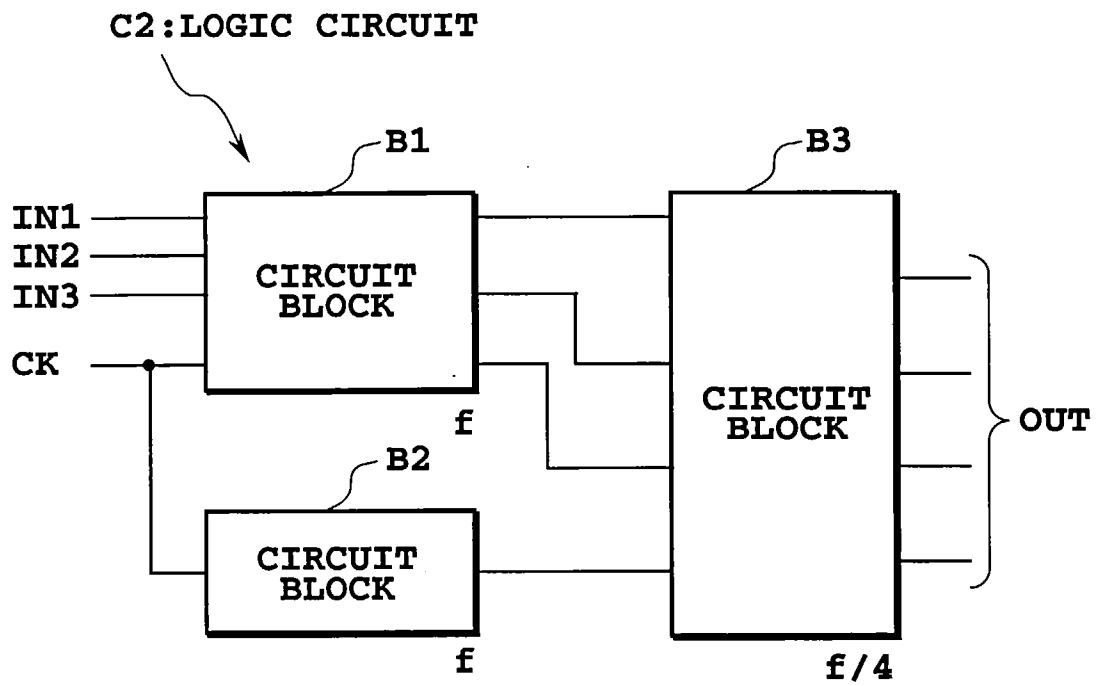 C2:LOGIC CIRCUIT
B1
B3
IN1
IN2
IN3
CK
CIRCUIT
BLOCK
f
CIRCUIT
BLOCK
OUT
B2
CIRCUIT
BLOCK
f
f/4